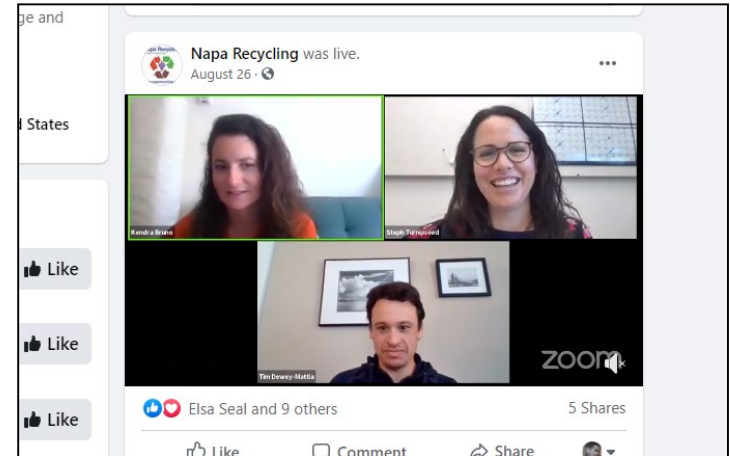 ge and
d States
Like
Like
Like
Napa Recycling was live.
August 26 ·
Kendra Bruno
Steph Turnipseed
Tim Dewey-Mattia
zoom
Elsa Seal and 9 others
5 Shares
Like
Comment
Share